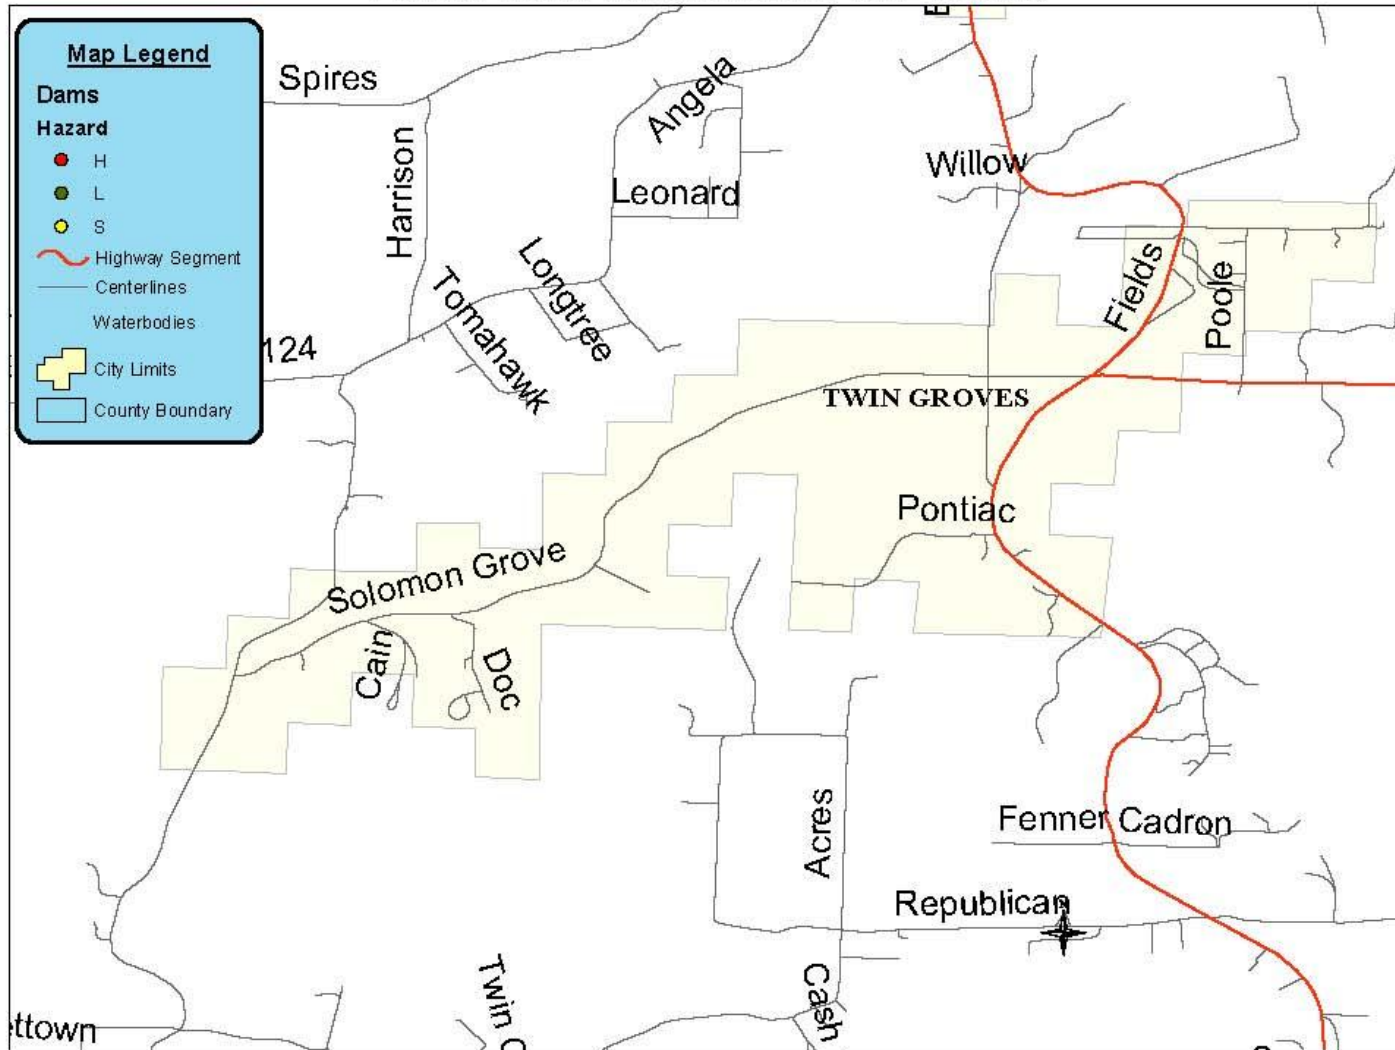 Map Legend
Dams
Hazard
H
L
S
Highway Segment
Centerlines
Waterbodies
City Limits
County Boundary
Spires
Harrison
Angela
Leonard
Longtree
Tomahawk
124
Willow
Fields
Poole
TWIN GROVES
Pontiac
Solomon Grove
Cain
Doc
Acres
Fenner Cadron
Republican
Cash
Twin
ettown